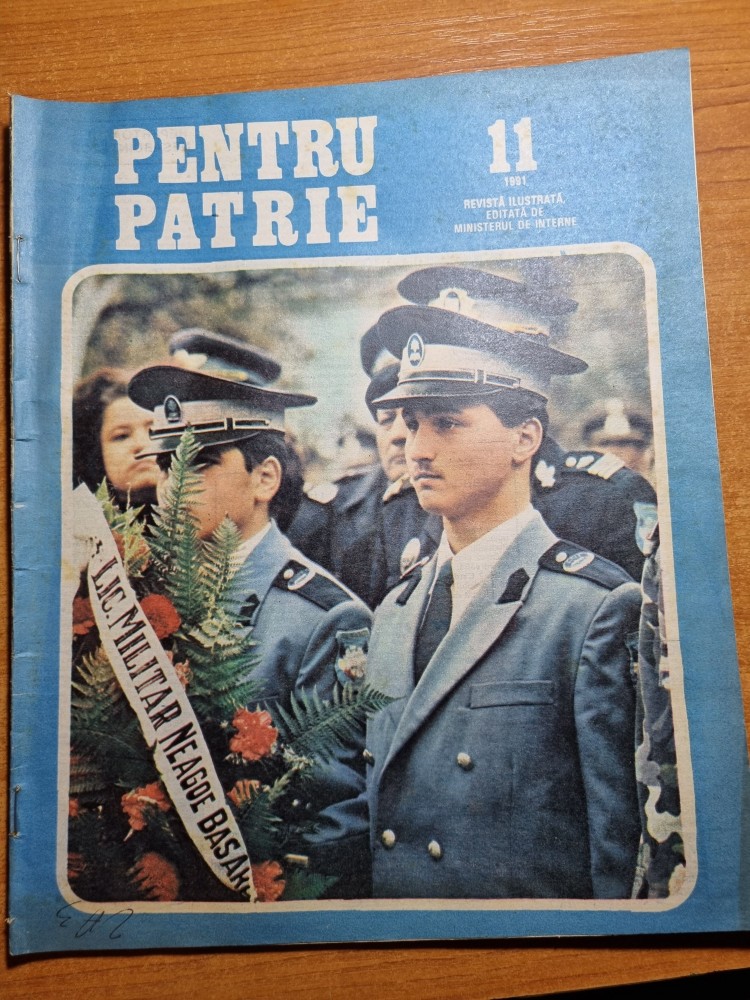 PENTRU
PATRIE
11
1991
REVISTĂ ILUSTRATĂ,
EDITATĂ DE
MINISTERUL DE INTERNE
LIC. MILITAR NEAGOE BASAR